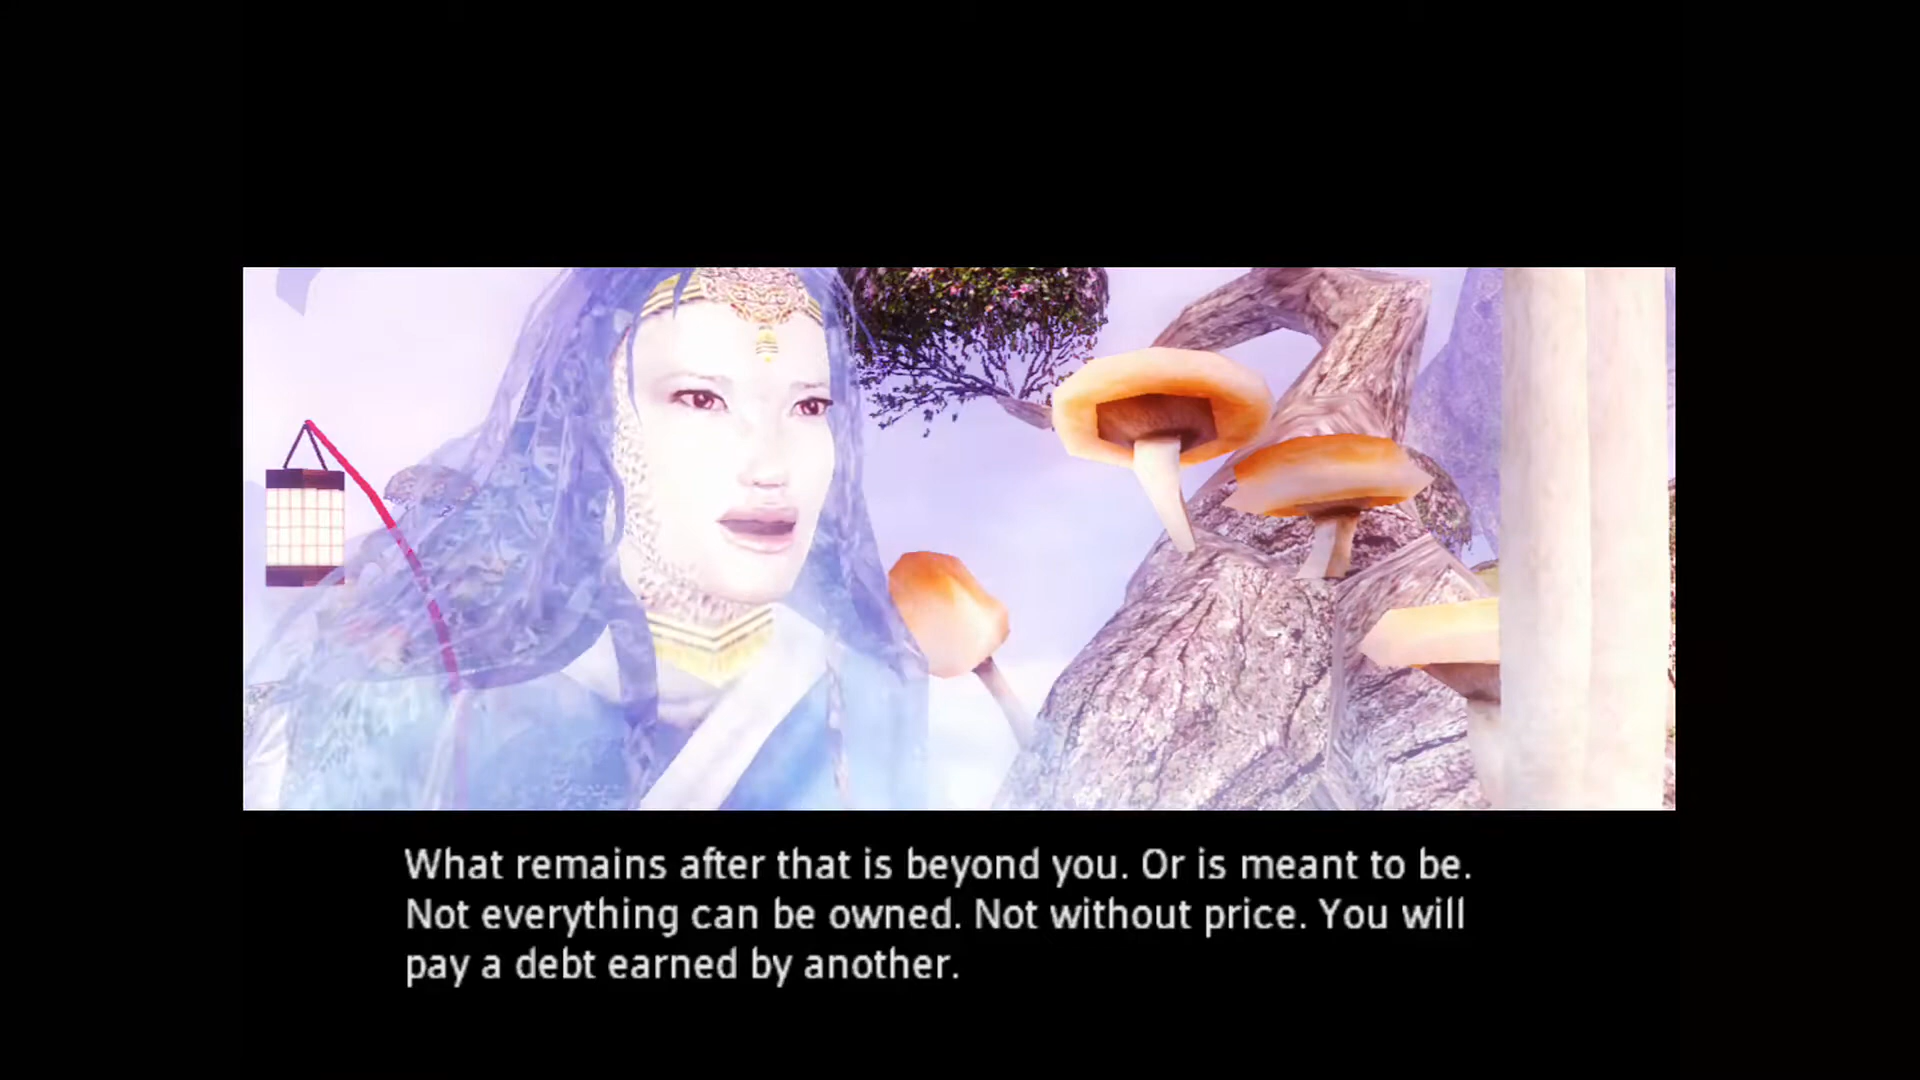 What remains after that is beyond you. Or is meant to be.
Not everything can be owned. Not without price. You will
pay a debt earned by another.